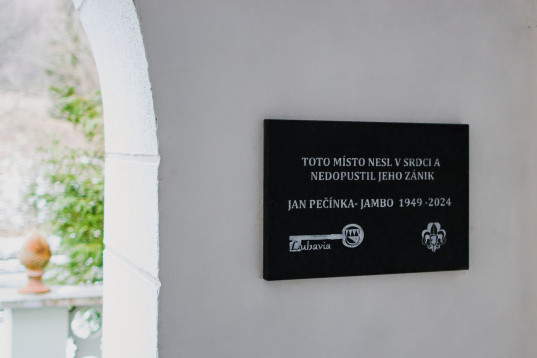 TOTO MÍSTO NESL V SRDCI A
NEDOPUSTIL JEHO ZÁNIK
JAN PEČÍNKA- JAMBO 1949 -2024
Lubavia